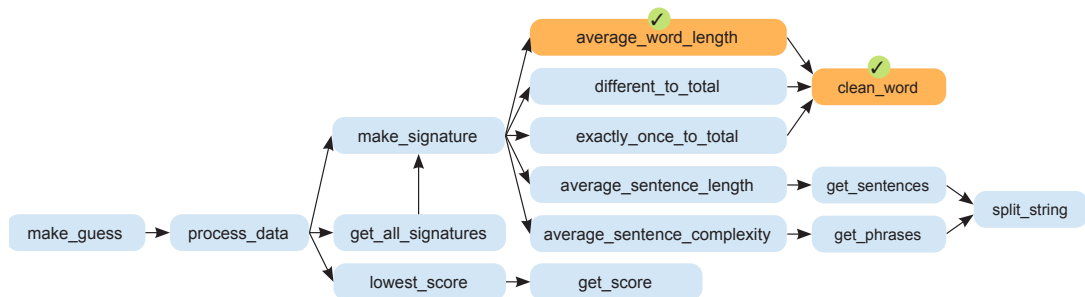 average_word_length
different_to_total
clean_word
make_signature
exactly_once_to_total
average_sentence_length
get_sentences
split_string
make_guess
process_data
get_all_signatures
average_sentence_complexity
get_phrases
lowest_score
get_score